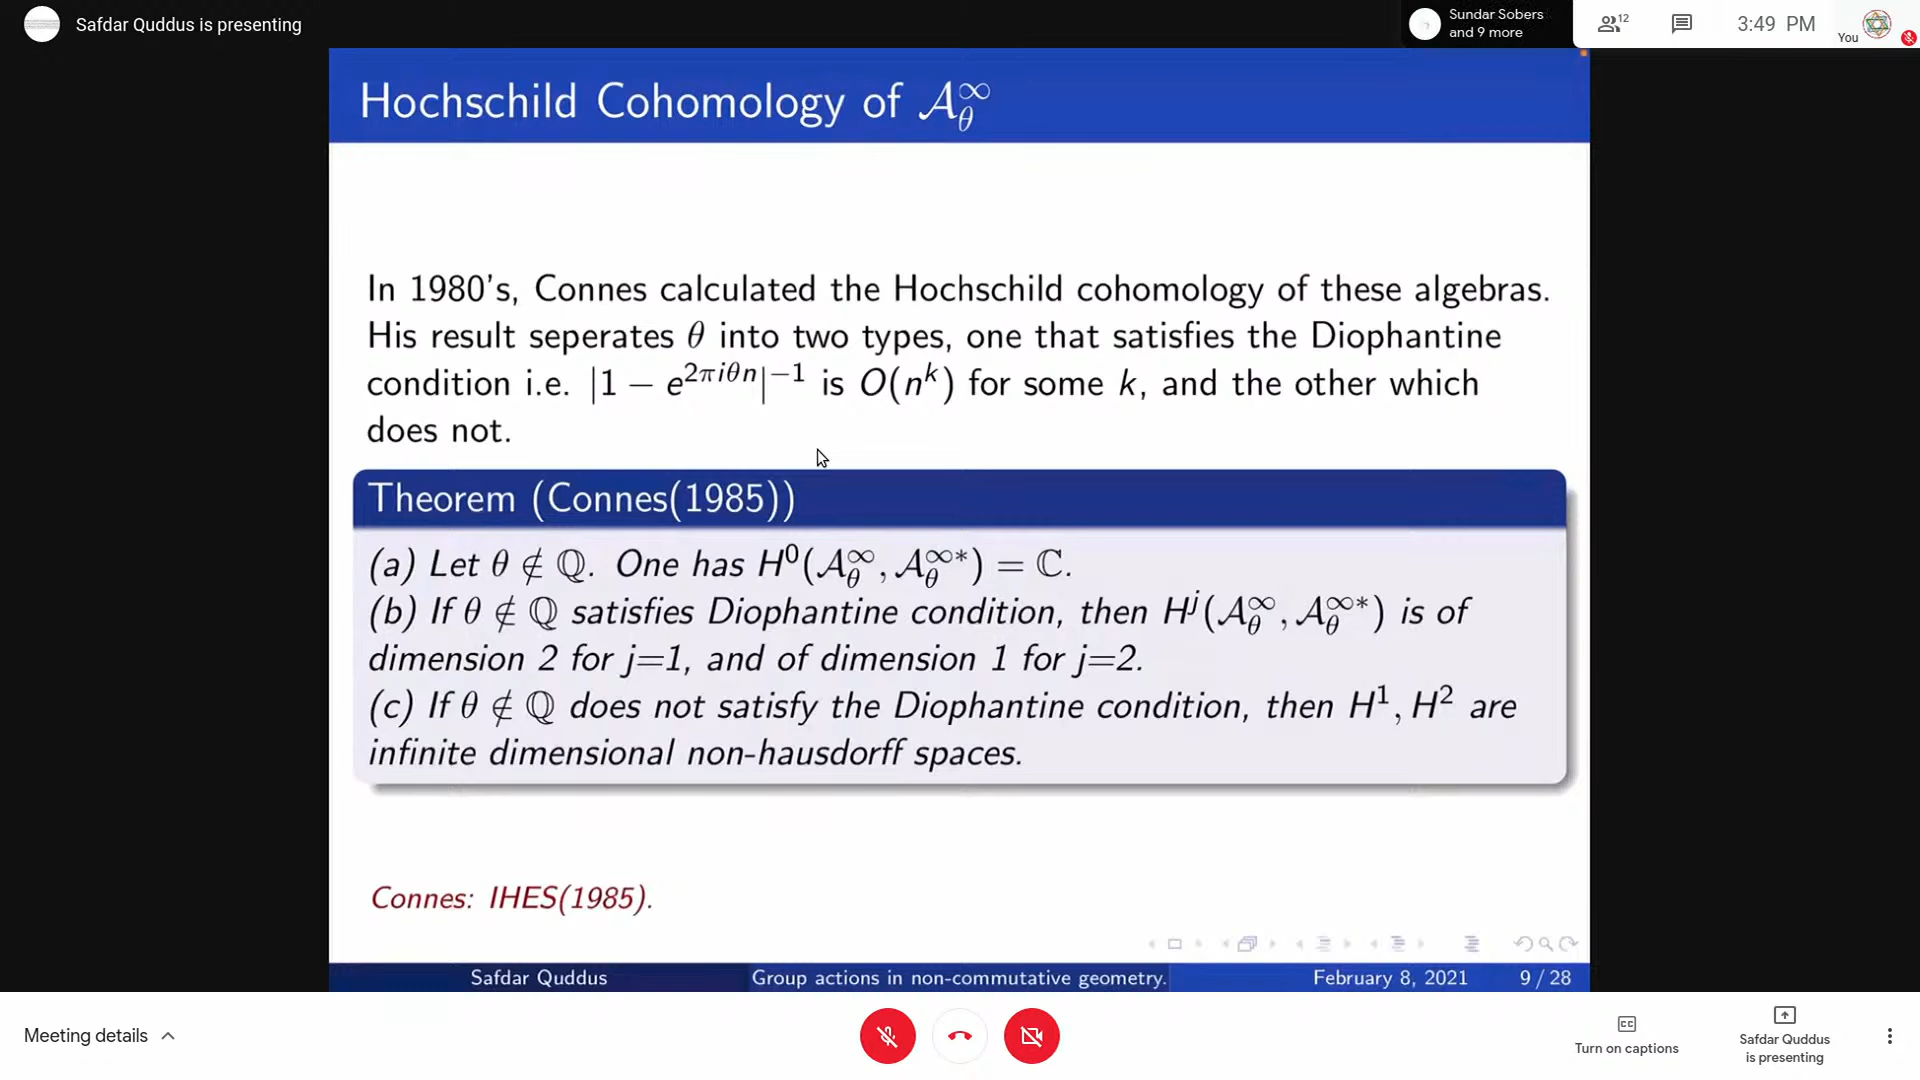 Safdar Quddus is presenting
Sundar Sobers
and 9 more
12
3:49 PM
You
Hochschild Cohomology of 𝒜_θ^∞
In 1980's, Connes calculated the Hochschild cohomology of these algebras.
His result seperates θ into two types, one that satisfies the Diophantine
condition i.e. |1 − e^{2πiθn}|^{−1} is O(n^k) for some k, and the other which
does not.
Theorem (Connes(1985))
(a) Let θ ∉ ℚ. One has H^0(𝒜_θ^∞, 𝒜_θ^{∞*}) = ℂ.
(b) If θ ∉ ℚ satisfies Diophantine condition, then H^j(𝒜_θ^∞, 𝒜_θ^{∞*}) is of
dimension 2 for j=1, and of dimension 1 for j=2.
(c) If θ ∉ ℚ does not satisfy the Diophantine condition, then H^1, H^2 are
infinite dimensional non-hausdorff spaces.
Connes: IHES(1985).
Safdar Quddus
Group actions in non-commutative geometry.
February 8, 2021
9 / 28
Meeting details
CC
Turn on captions
Safdar Quddus
is presenting